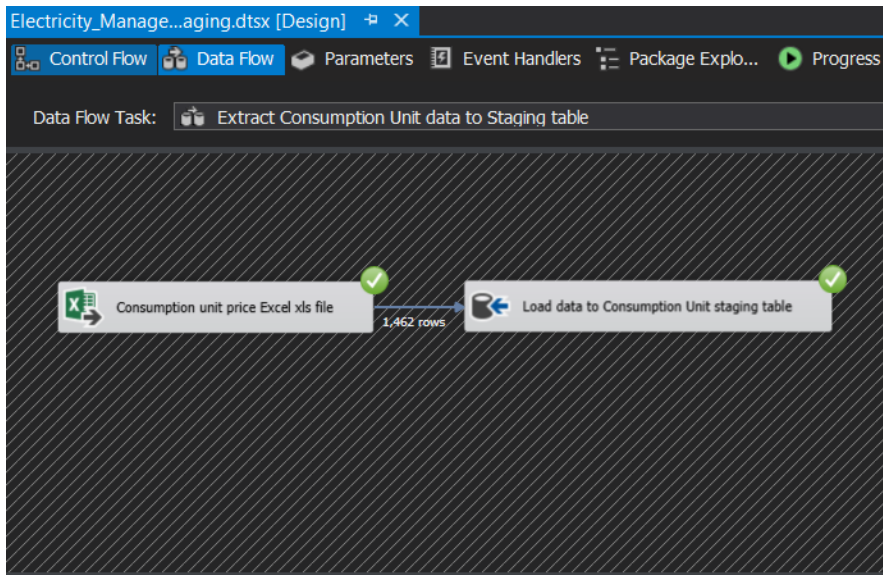 Electricity_Manage...aging.dtsx [Design]
Control Flow Data Flow Parameters Event Handlers Package Explo... Progress
Data Flow Task: Extract Consumption Unit data to Staging table
Consumption unit price Excel xls file
1,462 rows
Load data to Consumption Unit staging table